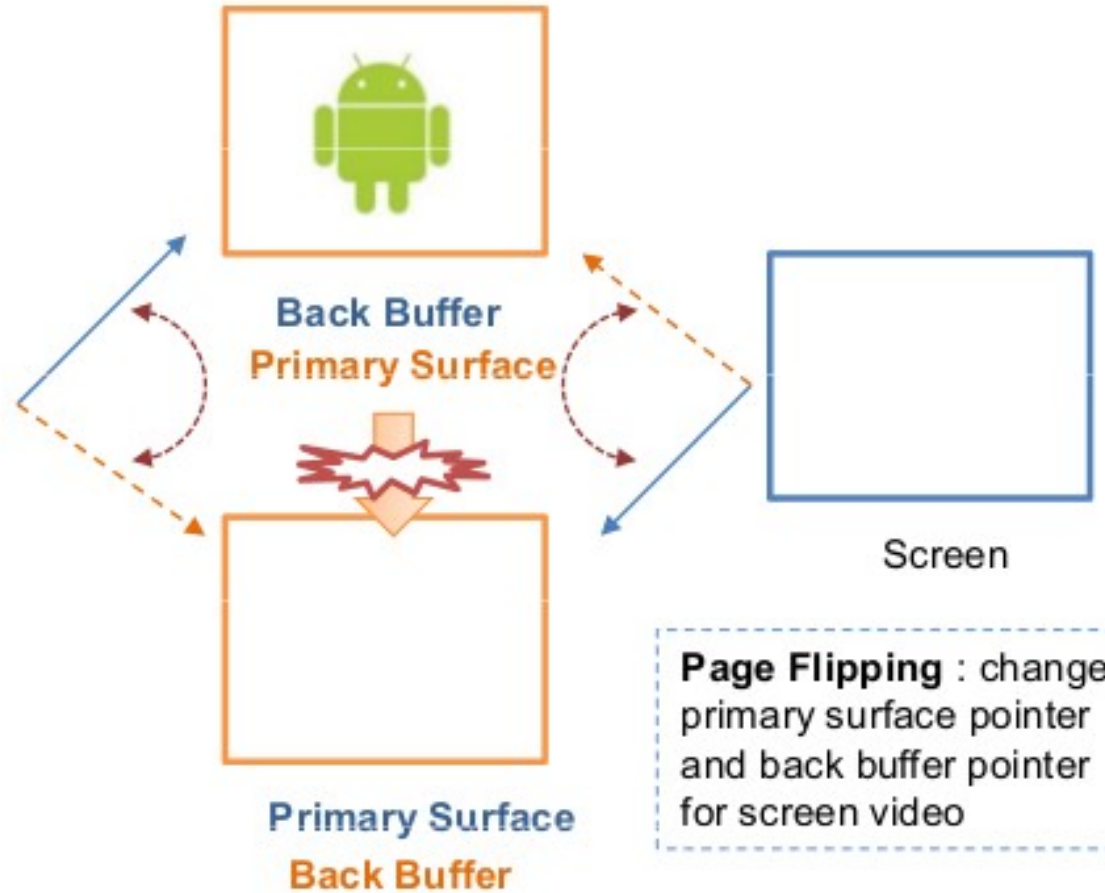 Back Buffer
Primary Surface
Screen
Page Flipping : change
primary surface pointer
and back buffer pointer
for screen video
Primary Surface
Back Buffer